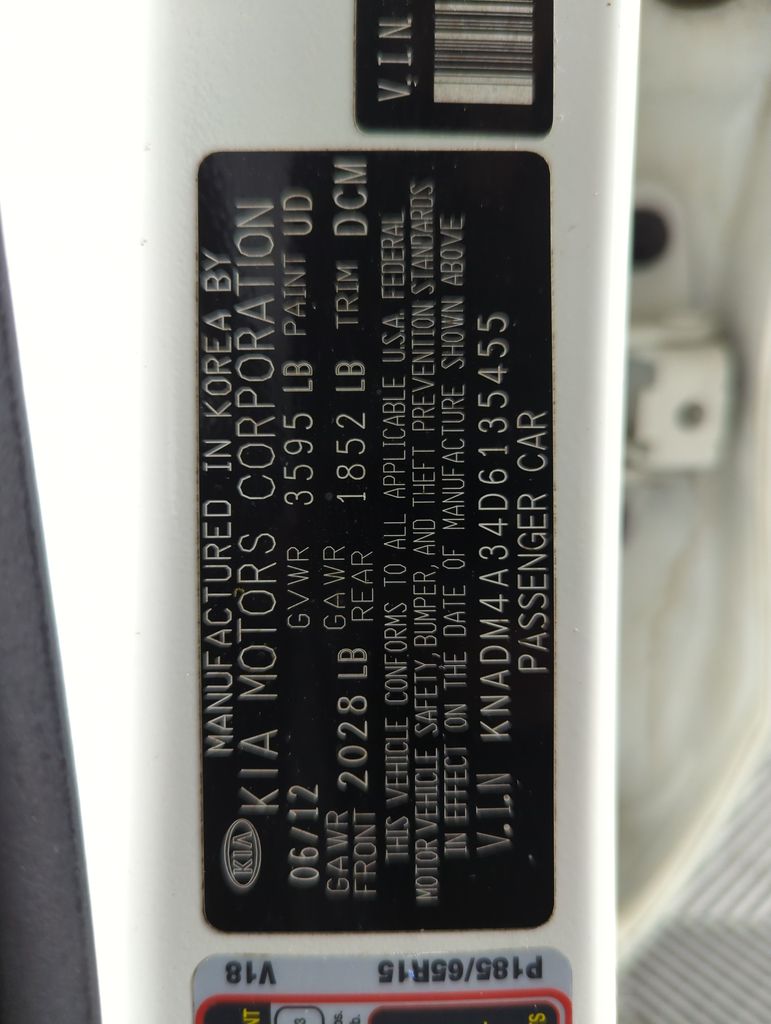 V.I.N
KIA
MANUFACTURED IN KOREA BY
KIA MOTORS CORPORATION
06/12 GVWR 3595 LB PAINT UD
GAWR FRONT 2028 LB GAWR REAR 1852 LB TRIM DCM
THIS VEHICLE CONFORMS TO ALL APPLICABLE U.S.A. FEDERAL
MOTOR VEHICLE SAFETY, BUMPER, AND THEFT PREVENTION STANDARDS
IN EFFECT ON THE DATE OF MANUFACTURE SHOWN ABOVE
V.I.N KNADM4A34D6135455
PASSENGER CAR
V18
P185/65R15